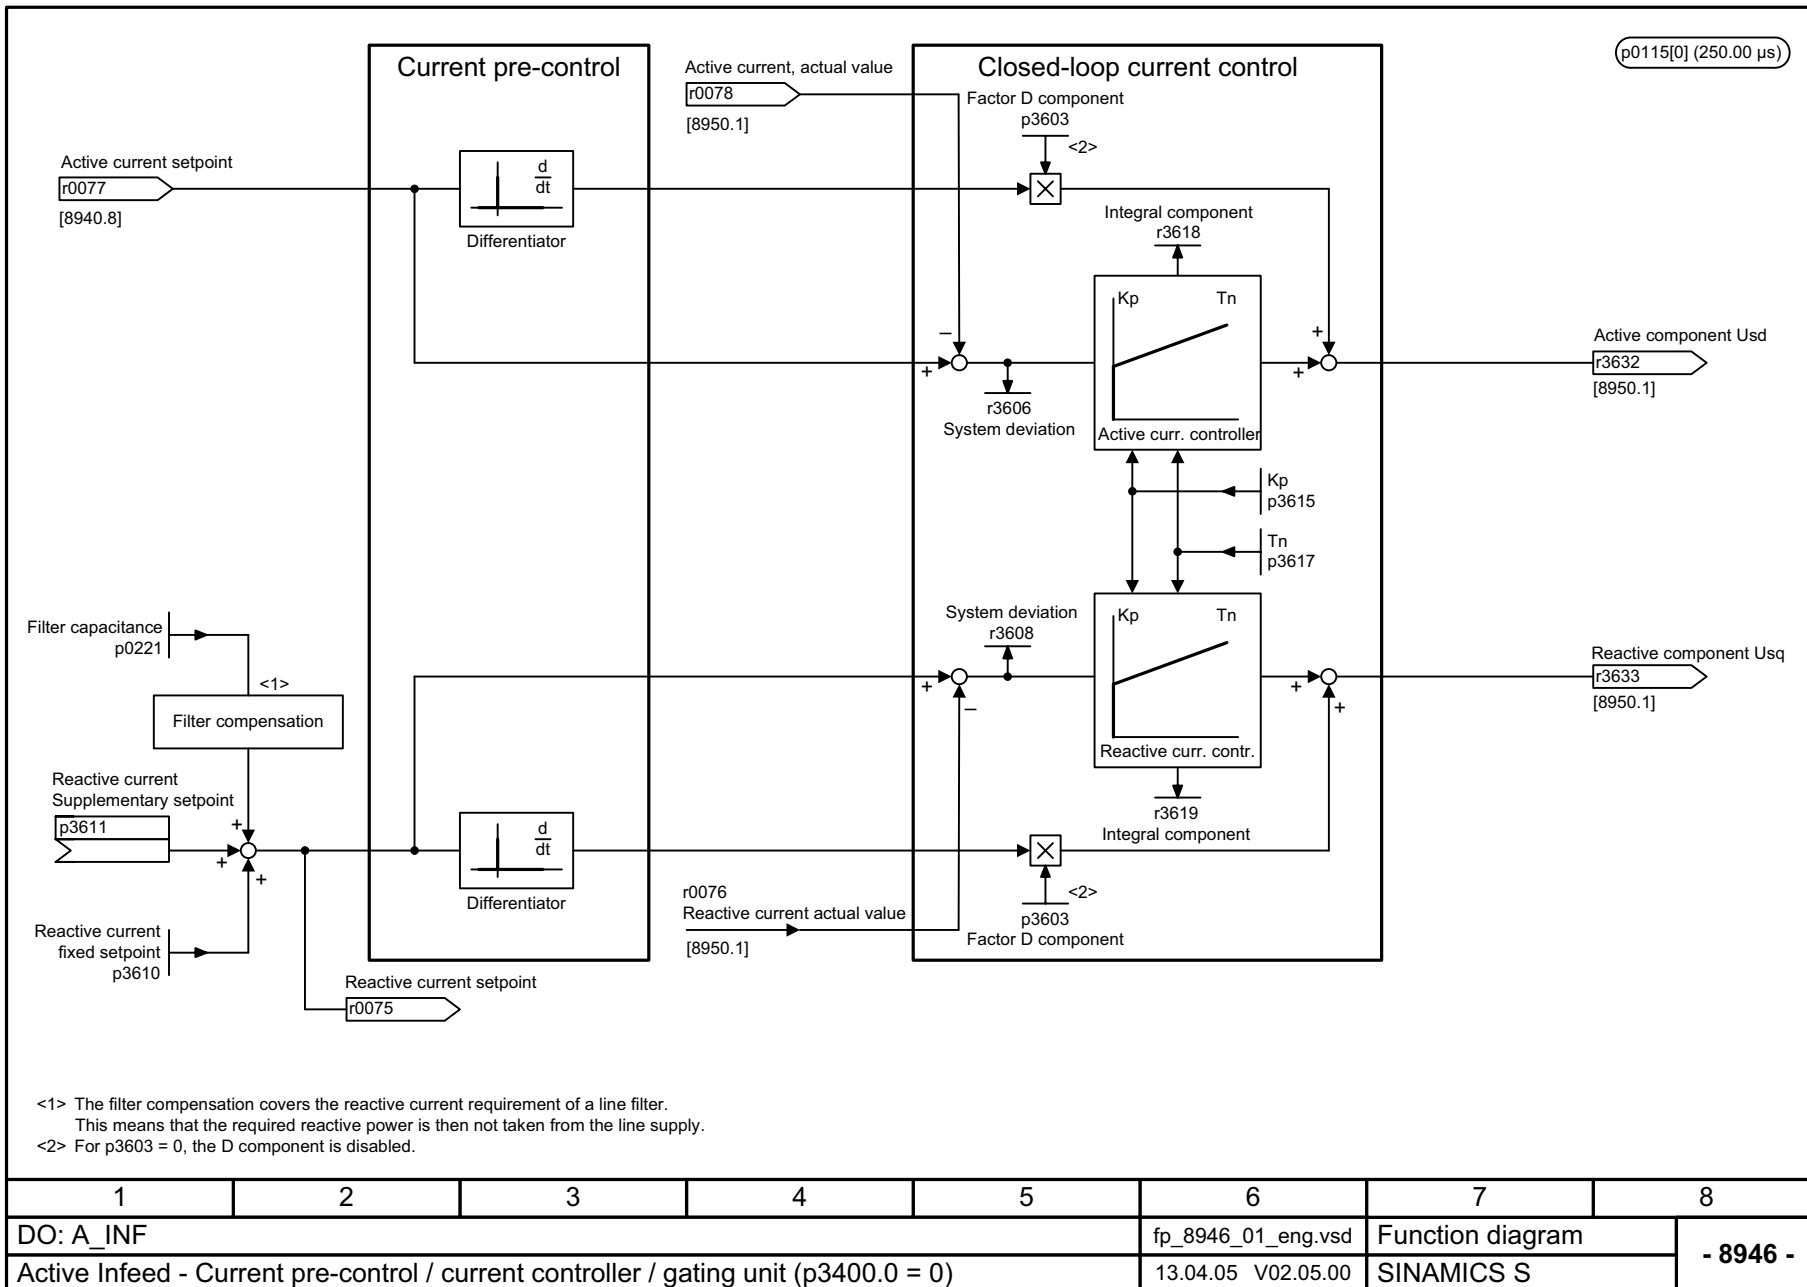 Current pre-control
Closed-loop current control
p0115[0] (250.00 µs)
Active current, actual value
r0078
[8950.1]
Factor D component
p3603
<2>
Active current setpoint
r0077
[8940.8]
d
dt
Differentiator
Integral component
r3618
Kp
Tn
–
+
+
+
r3606
System deviation
Active curr. controller
Active component Usd
r3632
[8950.1]
Kp
p3615
Tn
p3617
Filter capacitance
p0221
<1>
Filter compensation
System deviation
r3608
Kp
Tn
+
–
+
+
Reactive curr. contr.
Reactive component Usq
r3633
[8950.1]
Reactive current
Supplementary setpoint
p3611
+
+
+
d
dt
Differentiator
r3619
Integral component
r0076
Reactive current actual value
[8950.1]
<2>
p3603
Factor D component
Reactive current
fixed setpoint
p3610
Reactive current setpoint
r0075
<1> The filter compensation covers the reactive current requirement of a line filter.
This means that the required reactive power is then not taken from the line supply.
<2> For p3603 = 0, the D component is disabled.
1 2 3 4 5 6 7 8
DO: A_INF
fp_8946_01_eng.vsd
Function diagram
- 8946 -
Active Infeed - Current pre-control / current controller / gating unit (p3400.0 = 0)
13.04.05 V02.05.00
SINAMICS S